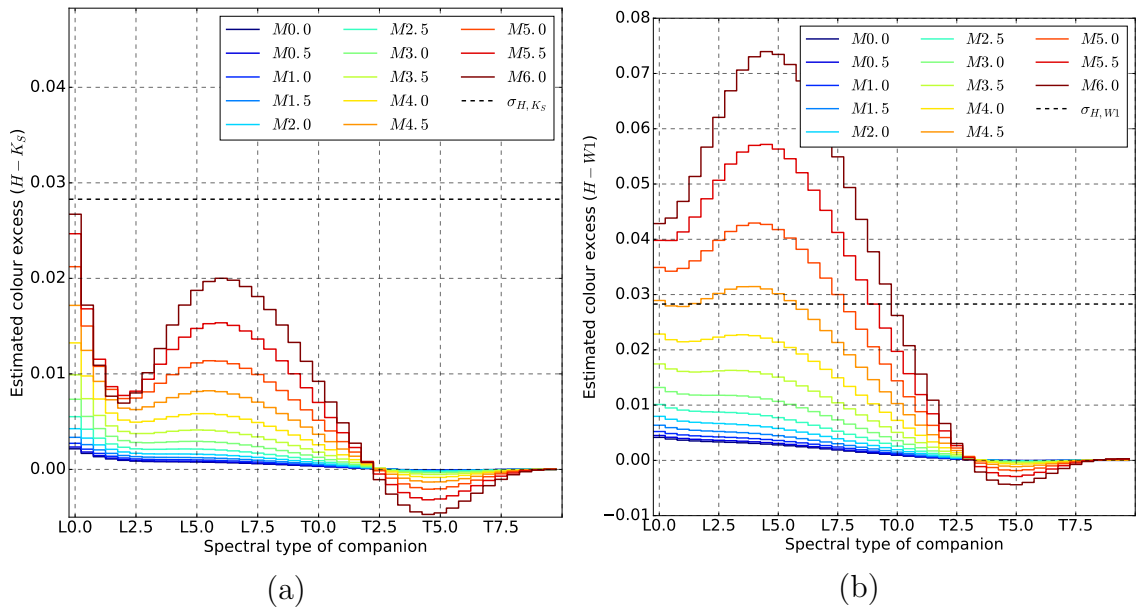 Estimated colour excess (H − K_S)
0.04
0.03
0.02
0.01
0.00
M0.0 M2.5 M5.0
M0.5 M3.0 M5.5
M1.0 M3.5 M6.0
M1.5 M4.0 σ_{H,K_S}
M2.0 M4.5
L0.0 L2.5 L5.0 L7.5 T0.0 T2.5 T5.0 T7.5
Spectral type of companion
(a)
Estimated colour excess (H − W1)
0.08
0.07
0.06
0.05
0.04
0.03
0.02
0.01
0.00
−0.01
M0.0 M2.5 M5.0
M0.5 M3.0 M5.5
M1.0 M3.5 M6.0
M1.5 M4.0 σ_{H,W1}
M2.0 M4.5
L0.0 L2.5 L5.0 LT7.5 T0.0 T2.5 T5.0 T7.5
Spectral type of companion
(b)